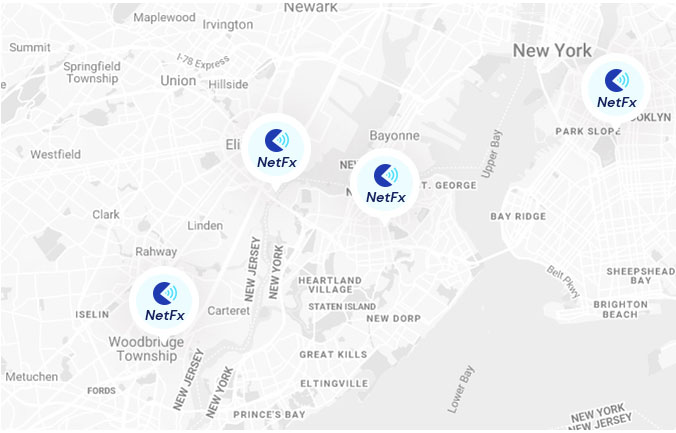 Newark
Maplewood
Irvington
New York
Summit
I-78 Express
Springfield
Township
Union
Hillside
NetFx
OKLYN
PARK SLOPE
Bayonne
Upper Bay
Eli
NetFx
Westfield
NE
N
NetFx
T. GEORGE
BAY RIDGE
Clark
Linden
Rahway
NEW JERSEY
NEW YORK
Belt Pkwy
SHEEPSHEAD
BAY
HEARTLAND
VILLAGE
STATEN ISLAND
BRIGHTON
BEACH
ISELIN
NetFx
Carteret
NEW DORP
Woodbridge
Township
GREAT KILLS
NEW JERSEY
NEW YORK
Metuchen
FORDS
ELTINGVILLE
Lower Bay
PRINCE'S BAY
NEW YORK
NEW JERSEY